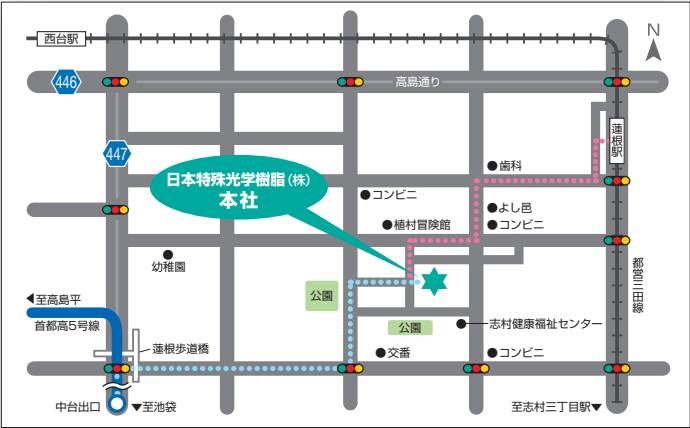 西台駅
N
446
高島通り
447
蓮根駅
歯科
日本特殊光学樹脂(株)
本社
コンビニ
よし邑
植村冒険館
コンビニ
幼稚園
都営三田線
公園
至高島平
首都高5号線
公園
志村健康福祉センター
蓮根歩道橋
交番
コンビニ
中台出口
▼至池袋
至志村三丁目駅▼